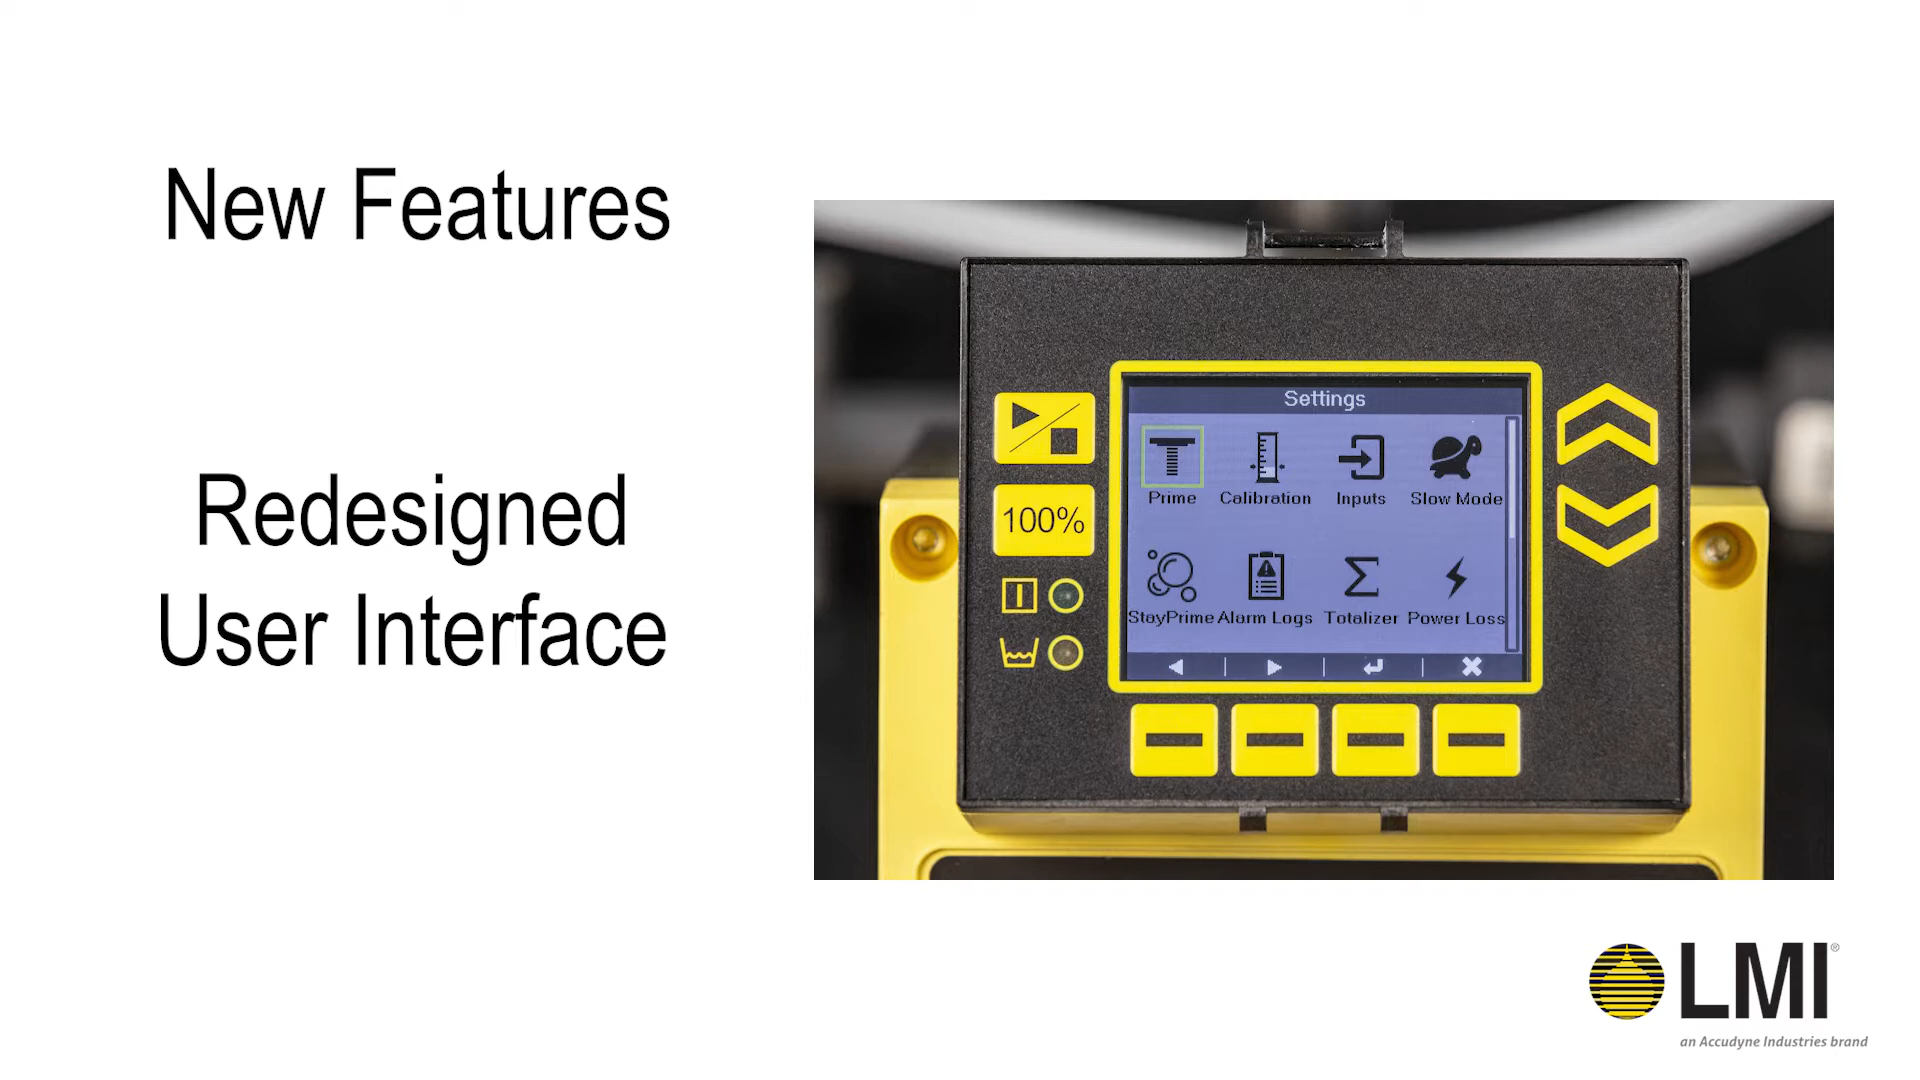 New Features
Redesigned
User Interface
Settings
Prime Calibration Inputs Slow Mode
100%
StayPrime Alarm Logs Totalizer Power Loss
LMI®
an Accudyne Industries brand